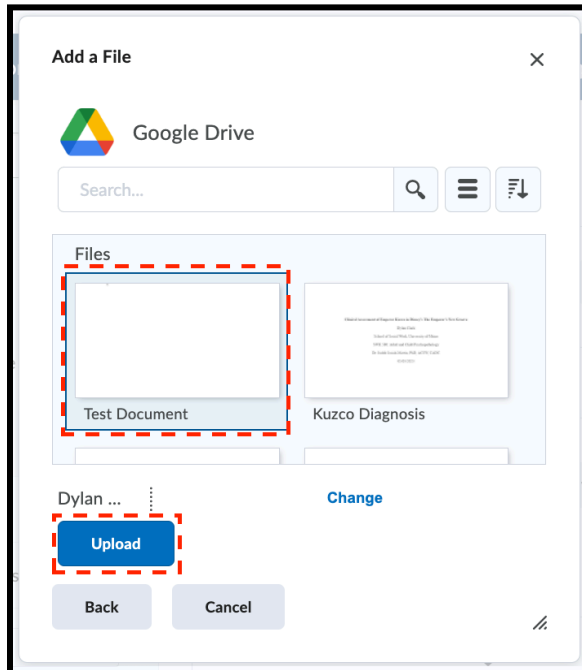 Add a File
Google Drive
Search...
Files
Test Document
Kuzco Diagnosis
Dylan ...
Change
Upload
Back
Cancel